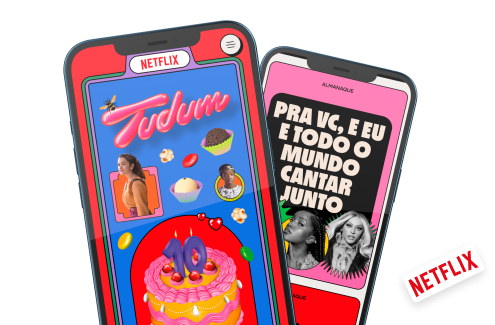 NETFLIX
Tudum
10
ALMANAQUE
PRA VC, E EU
E TODO O
MUNDO
CANTAR
JUNTO
NETFLIX